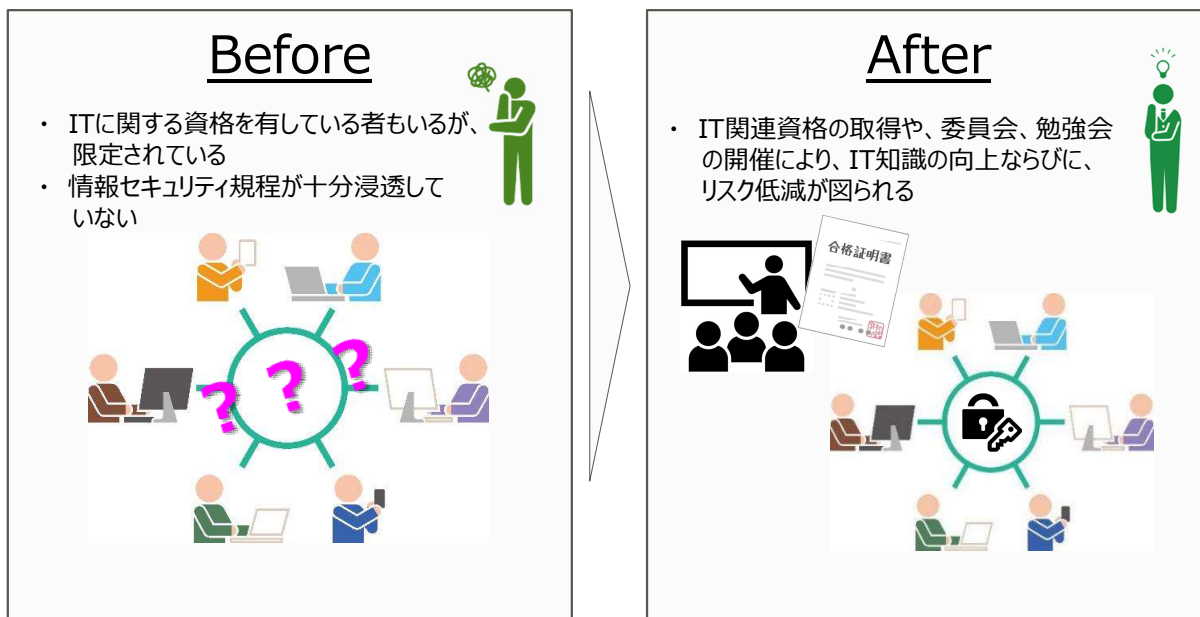 Before
・ ITに関する資格を有している者もいるが、
限定されている
・ 情報セキュリティ規程が十分浸透して
いない
? ? ?
After
・ IT関連資格の取得や、委員会、勉強会
の開催により、IT知識の向上ならびに、
リスク低減が図られる
合格証明書